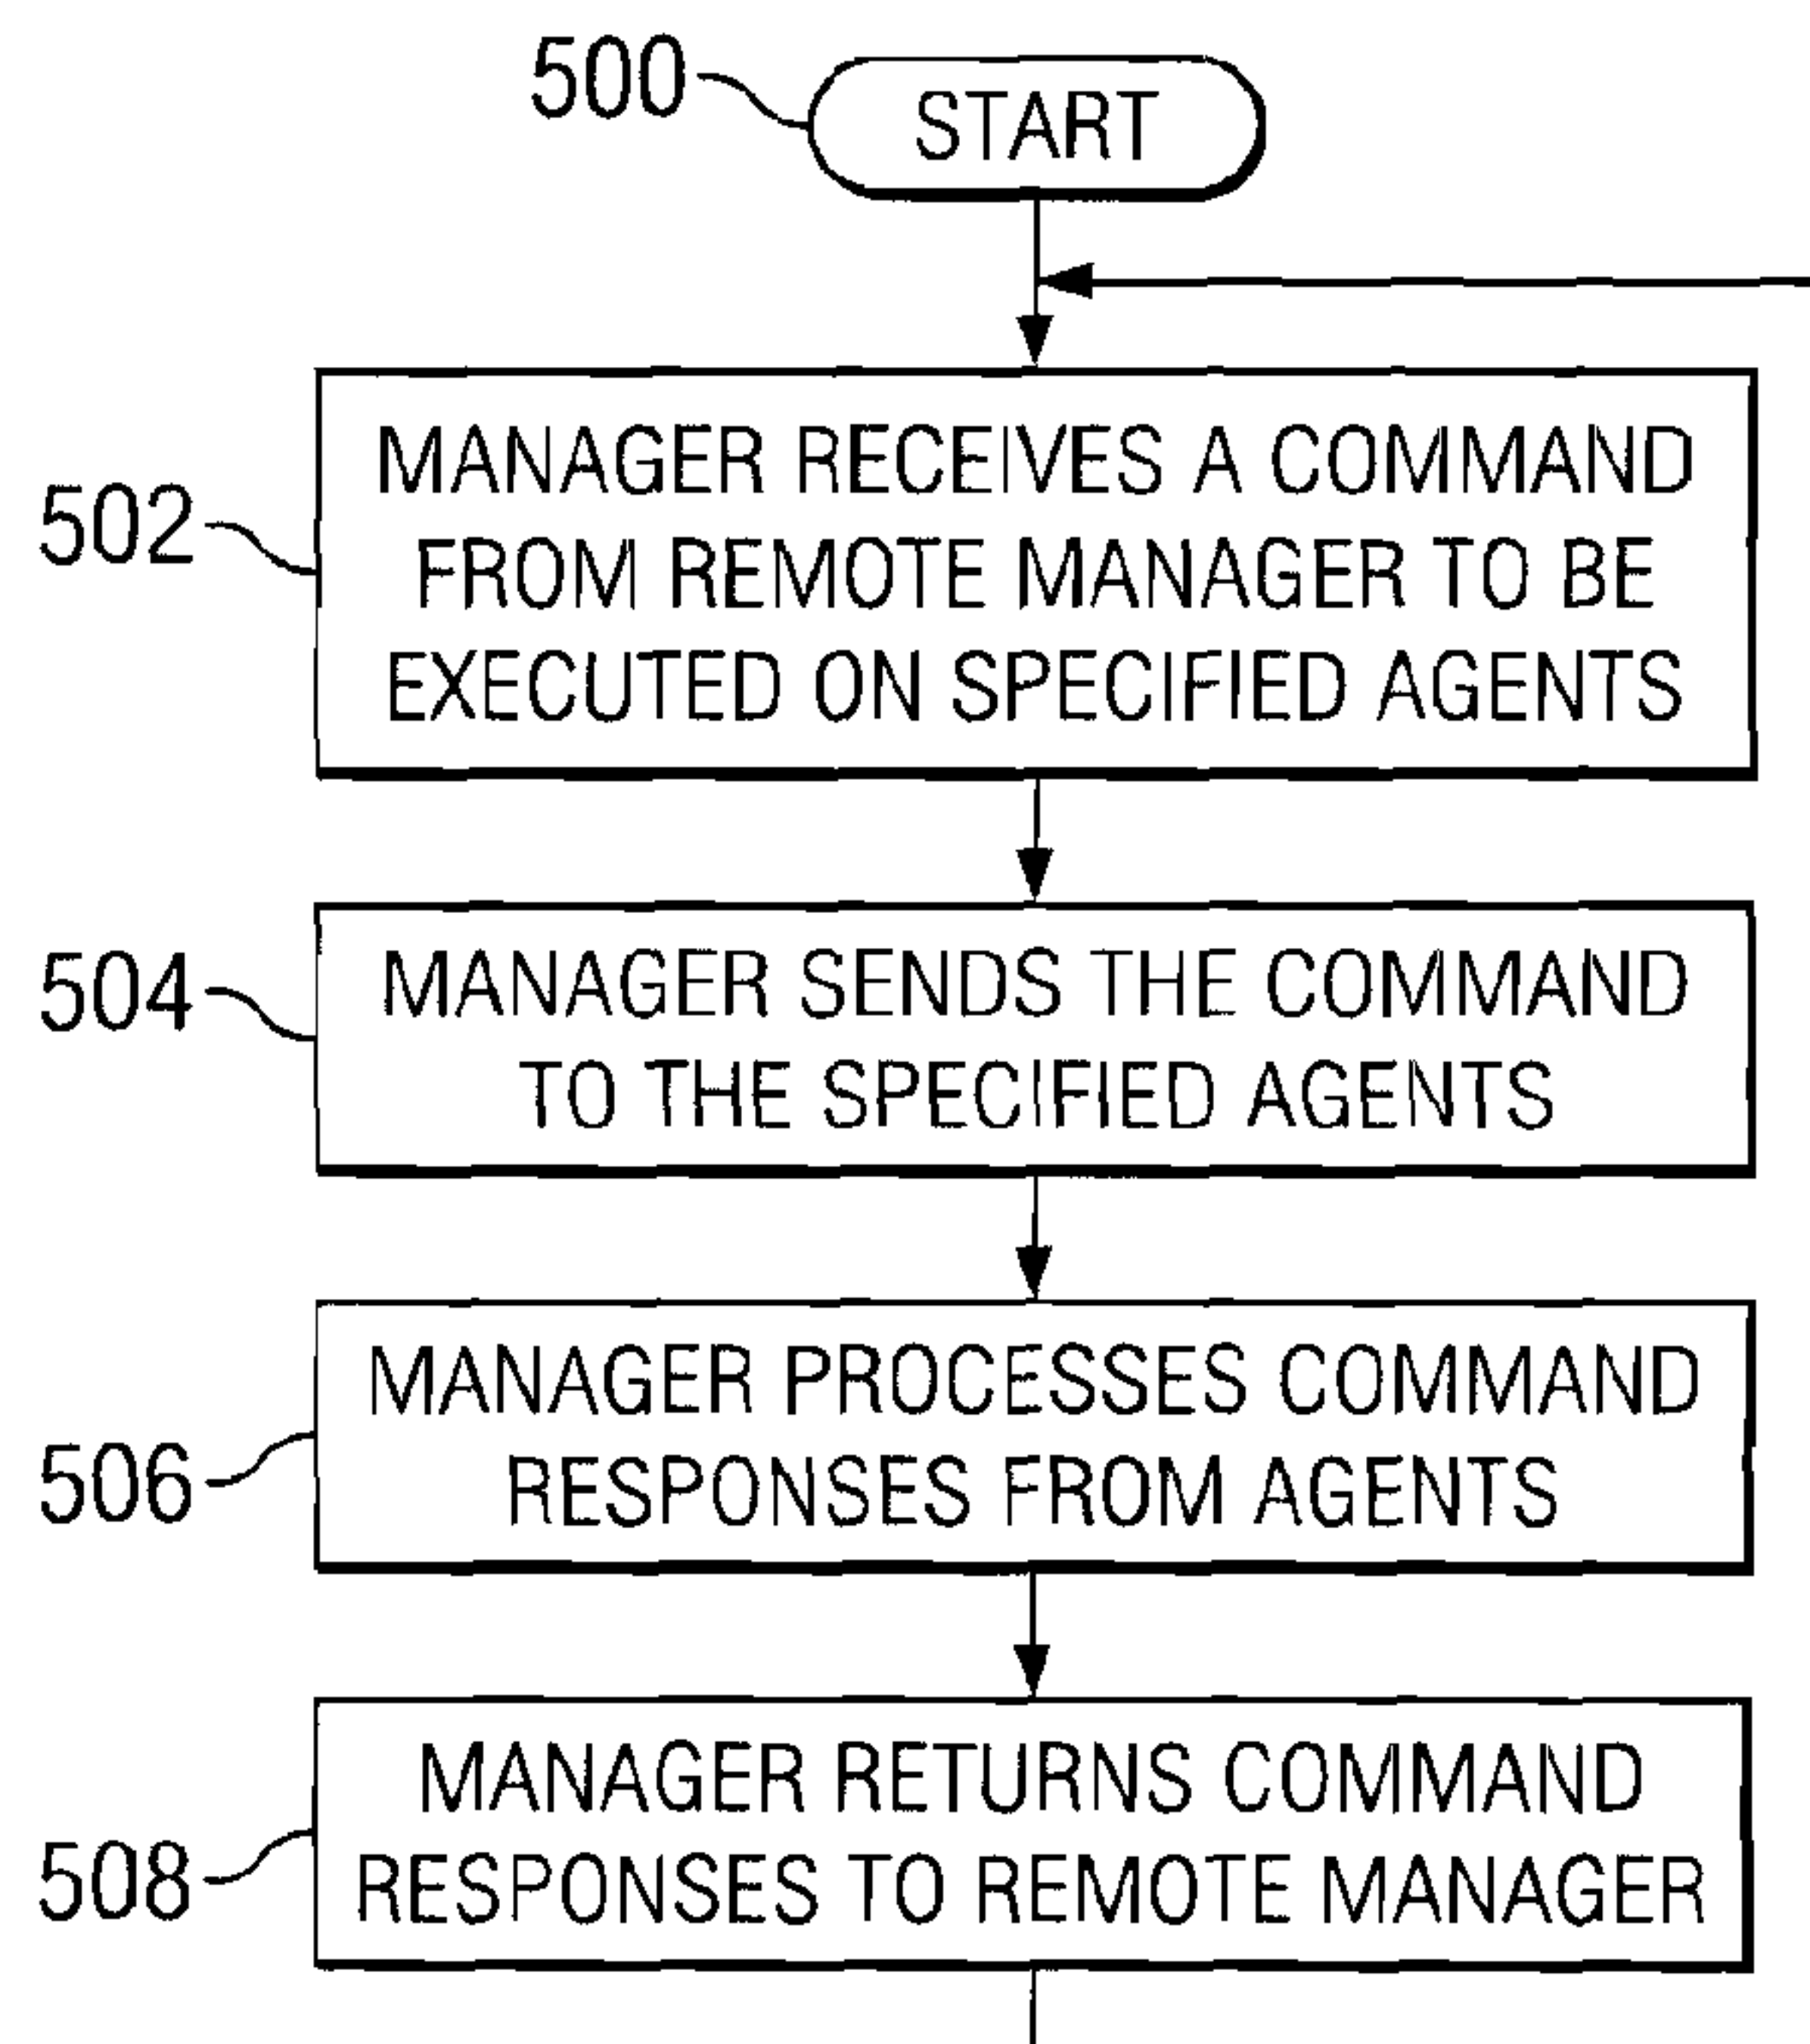 500
START
502
MANAGER RECEIVES A COMMAND
FROM REMOTE MANAGER TO BE
EXECUTED ON SPECIFIED AGENTS
504
MANAGER SENDS THE COMMAND
TO THE SPECIFIED AGENTS
506
MANAGER PROCESSES COMMAND
RESPONSES FROM AGENTS
508
MANAGER RETURNS COMMAND
RESPONSES TO REMOTE MANAGER